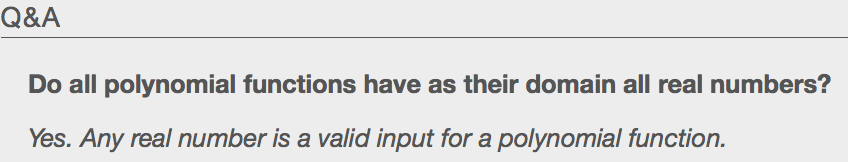 Q&A
Do all polynomial functions have as their domain all real numbers?
Yes. Any real number is a valid input for a polynomial function.